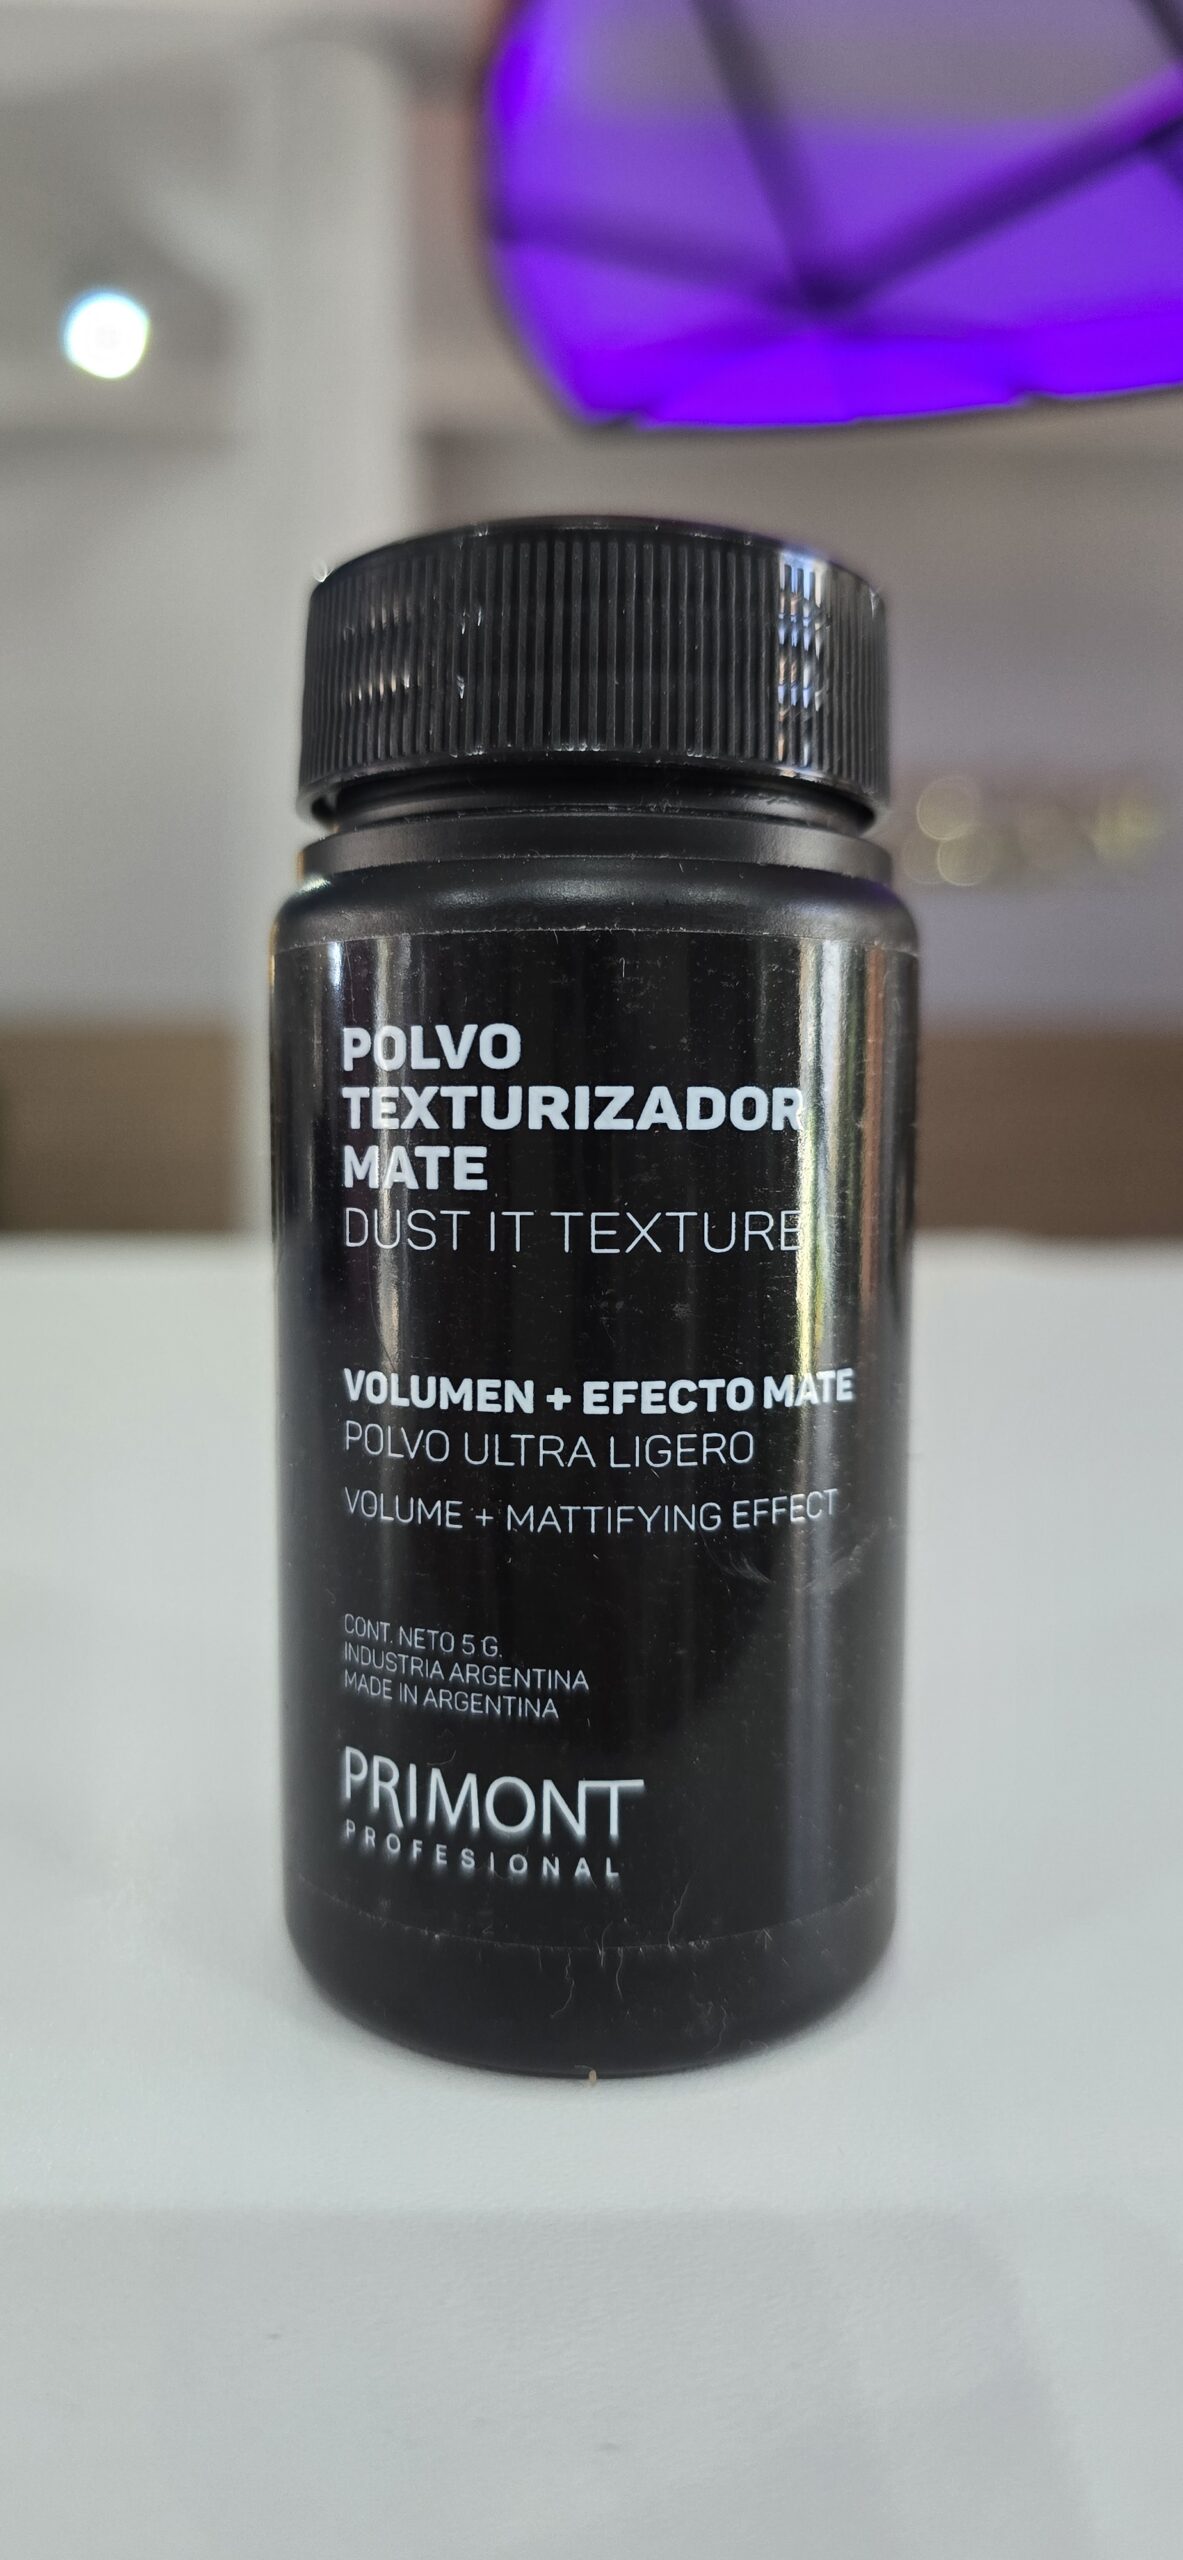 POLVO
TEXTURIZADOR
MATE
DUST IT TEXTURE
VOLUMEN + EFECTO MATE
POLVO ULTRA LIGERO
VOLUME + MATTIFYING EFFECT
CONT. NETO 5 G.
INDUSTRIA ARGENTINA
MADE IN ARGENTINA
PRIMONT
PROFESIONAL